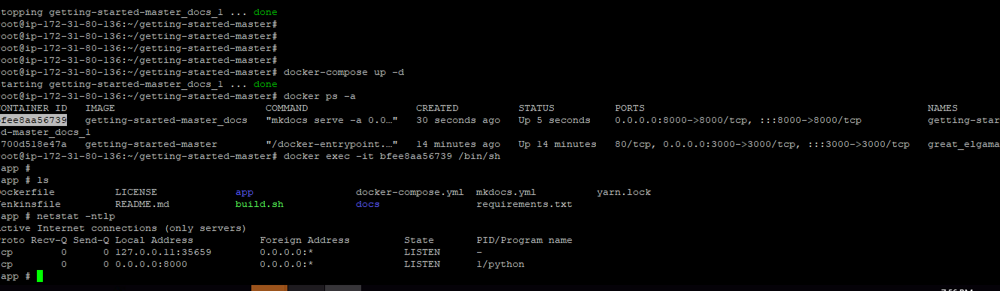 topping getting-started-master_docs_1 ... done
oot@ip-172-31-80-136:~/getting-started-master#
oot@ip-172-31-80-136:~/getting-started-master#
oot@ip-172-31-80-136:~/getting-started-master#
oot@ip-172-31-80-136:~/getting-started-master#
oot@ip-172-31-80-136:~/getting-started-master# docker-compose up -d
tarting getting-started-master_docs_1 ... done
oot@ip-172-31-80-136:~/getting-started-master# docker ps -a
CONTAINER ID IMAGE COMMAND CREATED STATUS PORTS NAMES
bfee8aa56739 getting-started-master_docs "mkdocs serve -a 0.0…" 30 seconds ago Up 5 seconds 0.0.0.0:8000->8000/tcp, :::8000->8000/tcp getting-star
ed-master_docs_1
700d518e47a getting-started-master "/docker-entrypoint.…" 14 minutes ago Up 14 minutes 80/tcp, 0.0.0.0:3000->3000/tcp, :::3000->3000/tcp great_elgama
oot@ip-172-31-80-136:~/getting-started-master# docker exec -it bfee8aa56739 /bin/sh
app #
app # ls
ockerfile LICENSE app docker-compose.yml mkdocs.yml yarn.lock
enkinsfile README.md build.sh docs requirements.txt
app # netstat -ntlp
ctive Internet connections (only servers)
roto Recv-Q Send-Q Local Address Foreign Address State PID/Program name
cp 0 0 127.0.0.11:35659 0.0.0.0:* LISTEN -
cp 0 0 0.0.0.0:8000 0.0.0.0:* LISTEN 1/python
app #